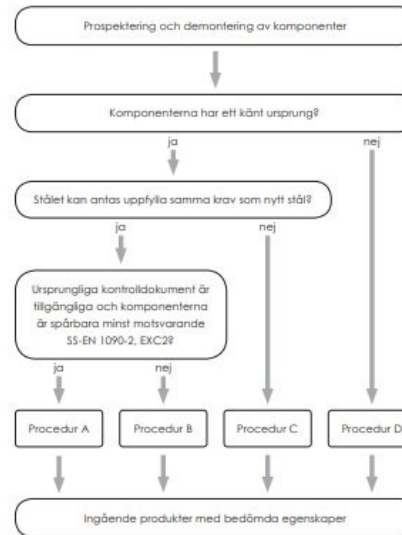 Prospektering och demontering av komponenter
Komponenterna har ett känt ursprung?
ja
nej
Stålet kan antas uppfylla samma krav som nytt stål?
ja
nej
Ursprungliga kontrolldokument är
tillgängliga och komponenterna
är spårbara minst motsvarande
SS-EN 1090-2, EXC2?
ja
nej
Procedur A
Procedur B
Procedur C
Procedur D
Ingående produkter med bedömda egenskaper